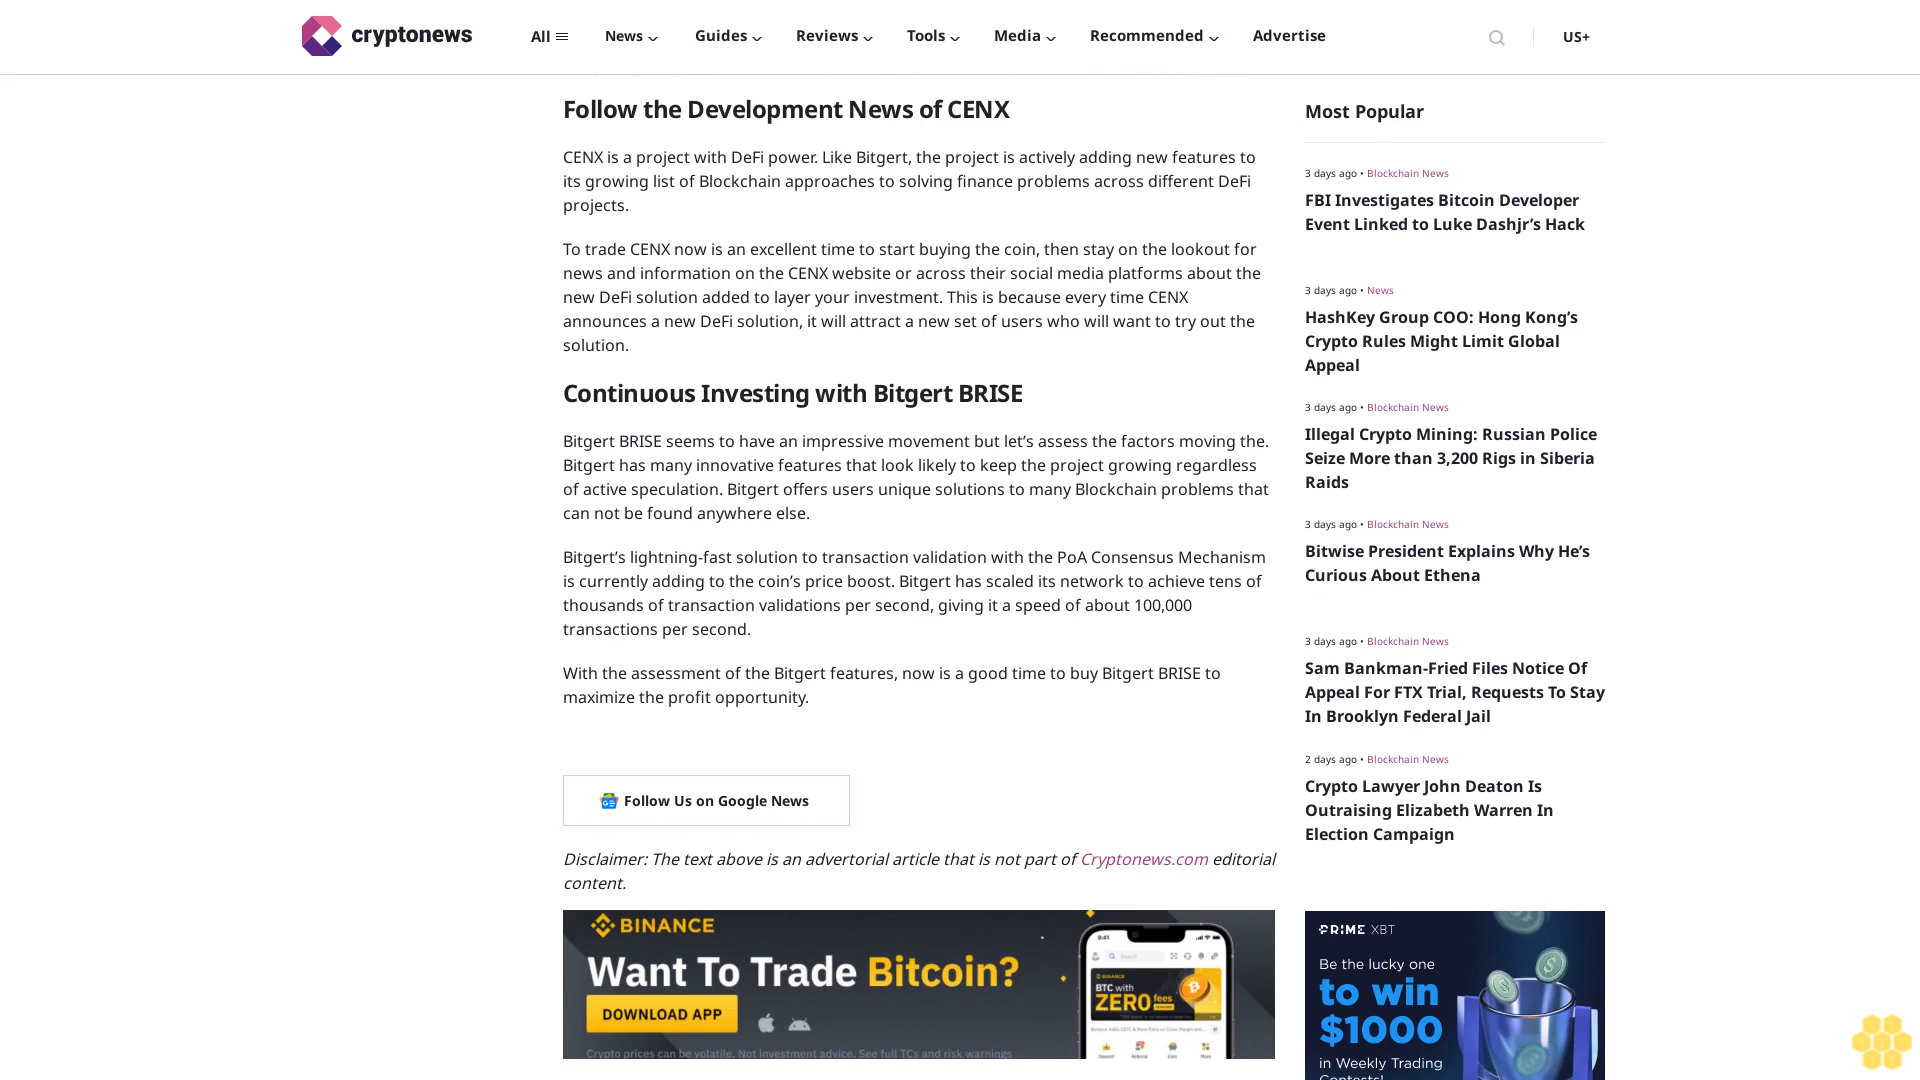 cryptonews
All
News
Guides
Reviews
Tools
Media
Recommended
Advertise
US+
Follow the Development News of CENX
CENX is a project with DeFi power. Like Bitgert, the project is actively adding new features to
its growing list of Blockchain approaches to solving finance problems across different DeFi
projects.
To trade CENX now is an excellent time to start buying the coin, then stay on the lookout for
news and information on the CENX website or across their social media platforms about the
new DeFi solution added to layer your investment. This is because every time CENX
announces a new DeFi solution, it will attract a new set of users who will want to try out the
solution.
Continuous Investing with Bitgert BRISE
Bitgert BRISE seems to have an impressive movement but let’s assess the factors moving the.
Bitgert has many innovative features that look likely to keep the project growing regardless
of active speculation. Bitgert offers users unique solutions to many Blockchain problems that
can not be found anywhere else.
Bitgert’s lightning-fast solution to transaction validation with the PoA Consensus Mechanism
is currently adding to the coin’s price boost. Bitgert has scaled its network to achieve tens of
thousands of transaction validations per second, giving it a speed of about 100,000
transactions per second.
With the assessment of the Bitgert features, now is a good time to buy Bitgert BRISE to
maximize the profit opportunity.
Follow Us on Google News
Disclaimer: The text above is an advertorial article that is not part of Cryptonews.com editorial
content.
BINANCE
Want To Trade Bitcoin?
DOWNLOAD APP
Crypto prices can be volatile. Not investment advice. See full TCs and risk warnings
9:41
Search
BINANCE
BTC with
ZERO fees
Deposit
Referral
Earn
More
Most Popular
3 days ago • Blockchain News
FBI Investigates Bitcoin Developer
Event Linked to Luke Dashjr’s Hack
3 days ago • News
HashKey Group COO: Hong Kong’s
Crypto Rules Might Limit Global
Appeal
3 days ago • Blockchain News
Illegal Crypto Mining: Russian Police
Seize More than 3,200 Rigs in Siberia
Raids
3 days ago • Blockchain News
Bitwise President Explains Why He’s
Curious About Ethena
3 days ago • Blockchain News
Sam Bankman-Fried Files Notice Of
Appeal For FTX Trial, Requests To Stay
In Brooklyn Federal Jail
2 days ago • Blockchain News
Crypto Lawyer John Deaton Is
Outraising Elizabeth Warren In
Election Campaign
PRIME XBT
Be the lucky one
to win
$1000
in Weekly Trading
Contests!